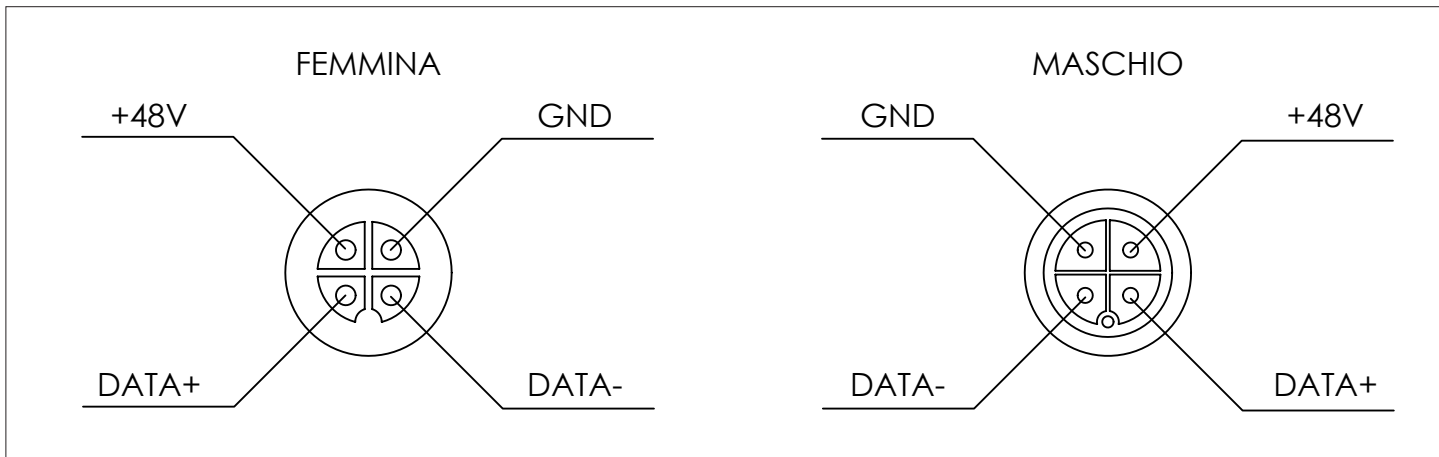 FEMMINA
+48V
GND
DATA+
DATA-
MASCHIO
GND
+48V
DATA-
DATA+